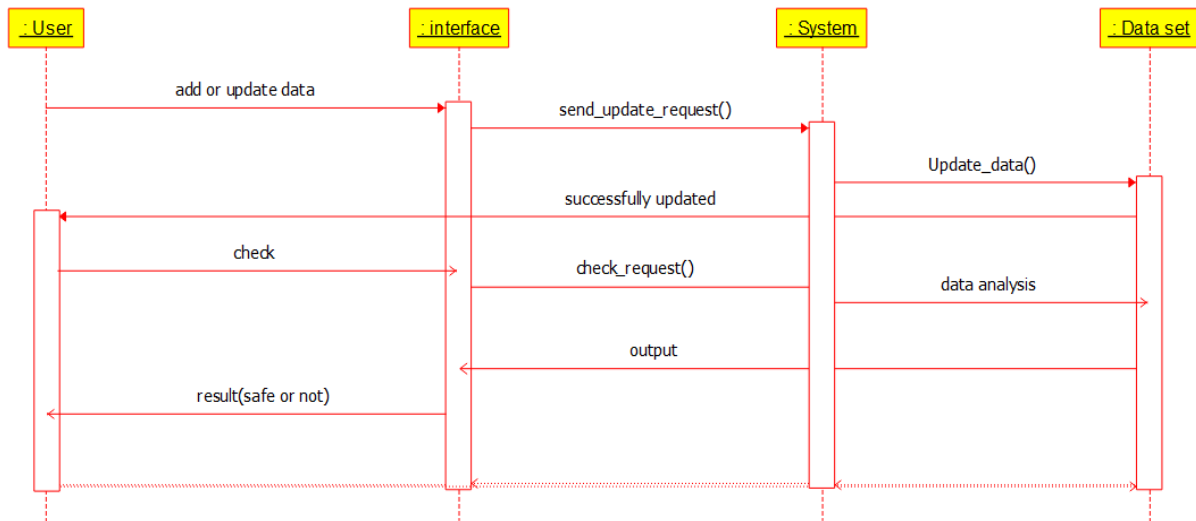 : User
: interface
: System
: Data set
add or update data
send_update_request()
Update_data()
successfully updated
check
check_request()
data analysis
output
result(safe or not)